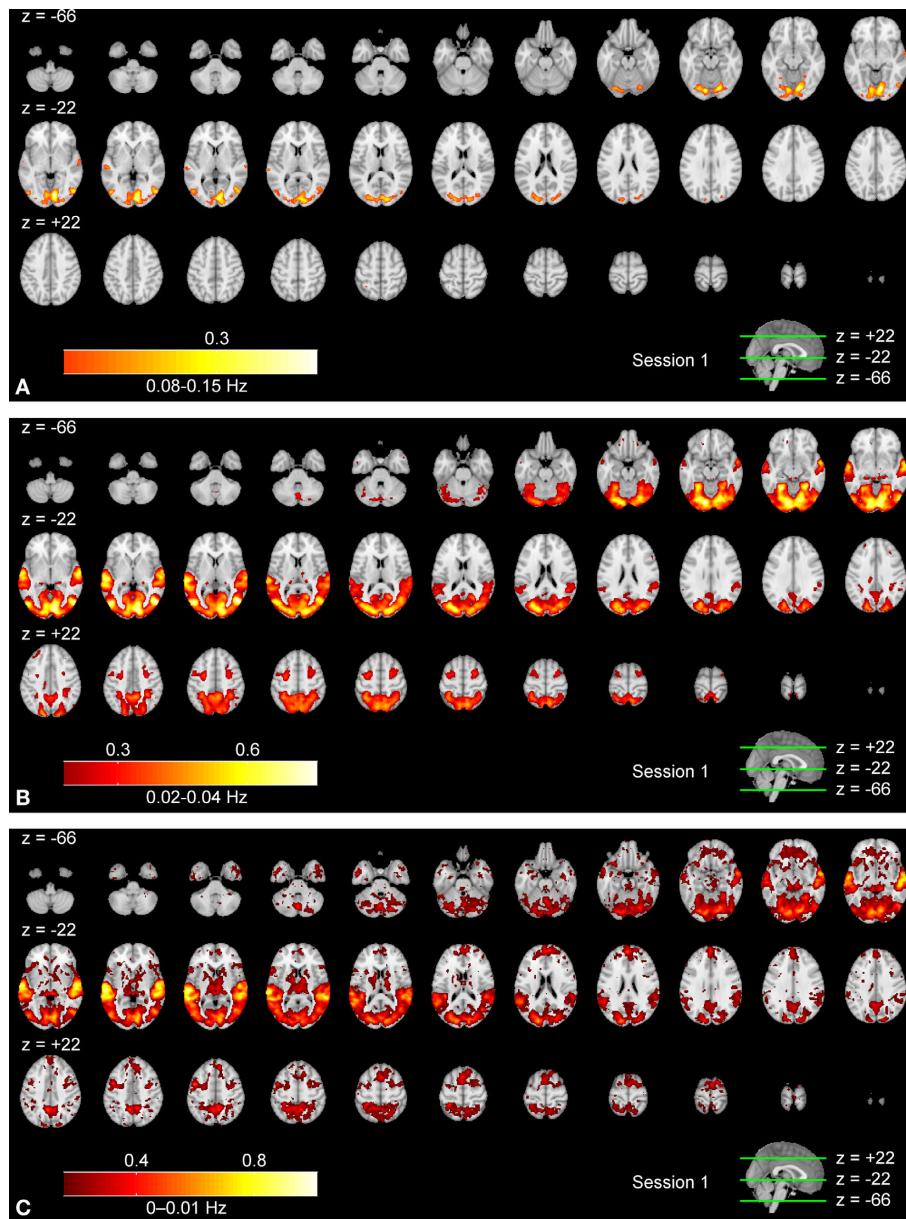 z = -66
z = -22
z = +22
0.3
0.08-0.15 Hz
A
Session 1
z = +22
z = -22
z = -66
z = -66
z = -22
z = +22
0.3 0.6
0.02-0.04 Hz
B
Session 1
z = +22
z = -22
z = -66
z = -66
z = -22
z = +22
0.4 0.8
0–0.01 Hz
C
Session 1
z = +22
z = -22
z = -66